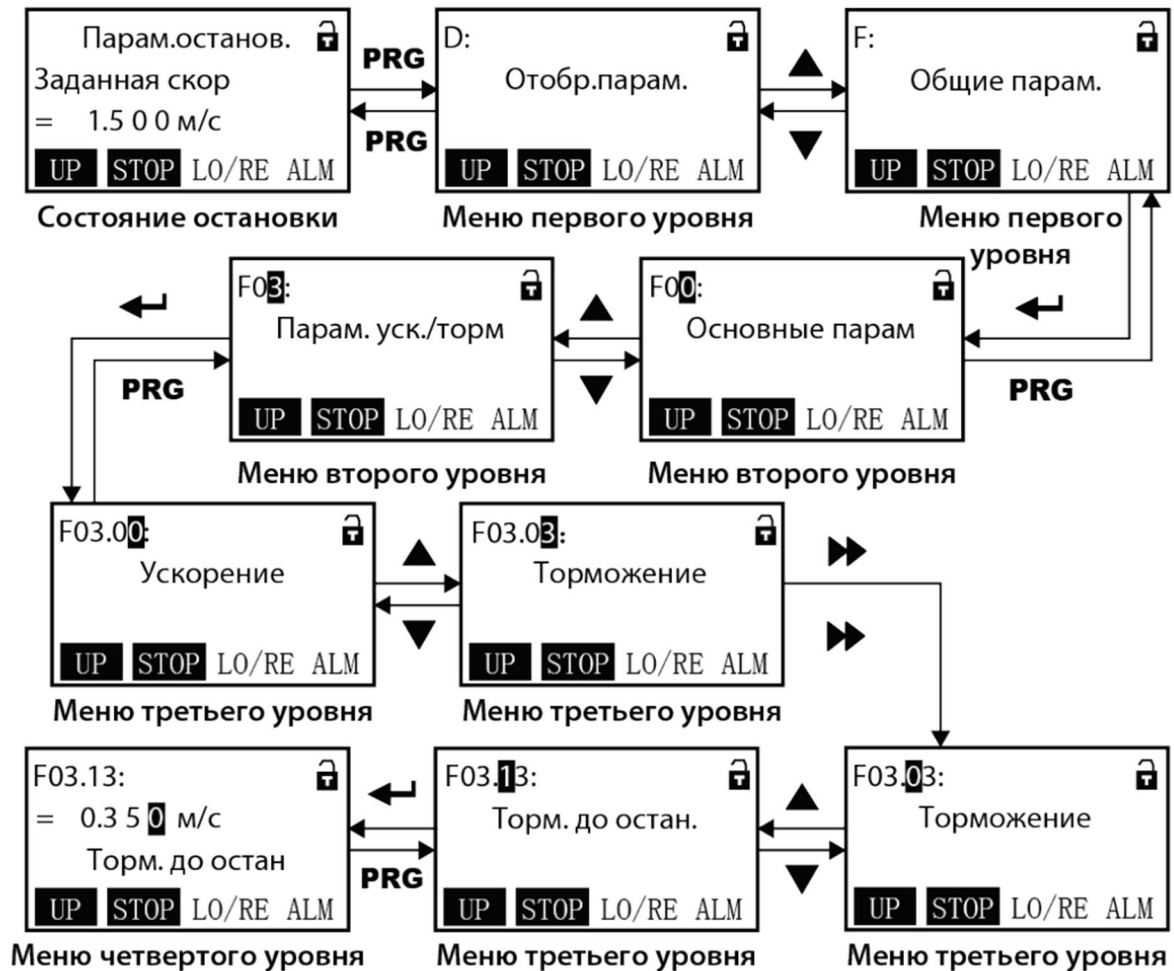 Парам.останов.
Заданная скор
= 1.5 0 0 м/с
UP STOP LO/RE ALM
Состояние остановки
PRG
PRG
D:
Отобр.парам.
UP STOP LO/RE ALM
Меню первого уровня
F:
Общие парам.
UP STOP LO/RE ALM
Меню первого
уровня
F03:
Парам. уск./торм
UP STOP LO/RE ALM
Меню второго уровня
PRG
F00:
Основные парам
UP STOP LO/RE ALM
Меню второго уровня
PRG
F03.00:
Ускорение
UP STOP LO/RE ALM
Меню третьего уровня
F03.03:
Торможение
UP STOP LO/RE ALM
Меню третьего уровня
F03.13:
= 0.3 5 0 м/с
Торм. до остан
UP STOP LO/RE ALM
Меню четвертого уровня
PRG
F03.13:
Торм. до остан.
UP STOP LO/RE ALM
Меню третьего уровня
F03.03:
Торможение
UP STOP LO/RE ALM
Меню третьего уровня